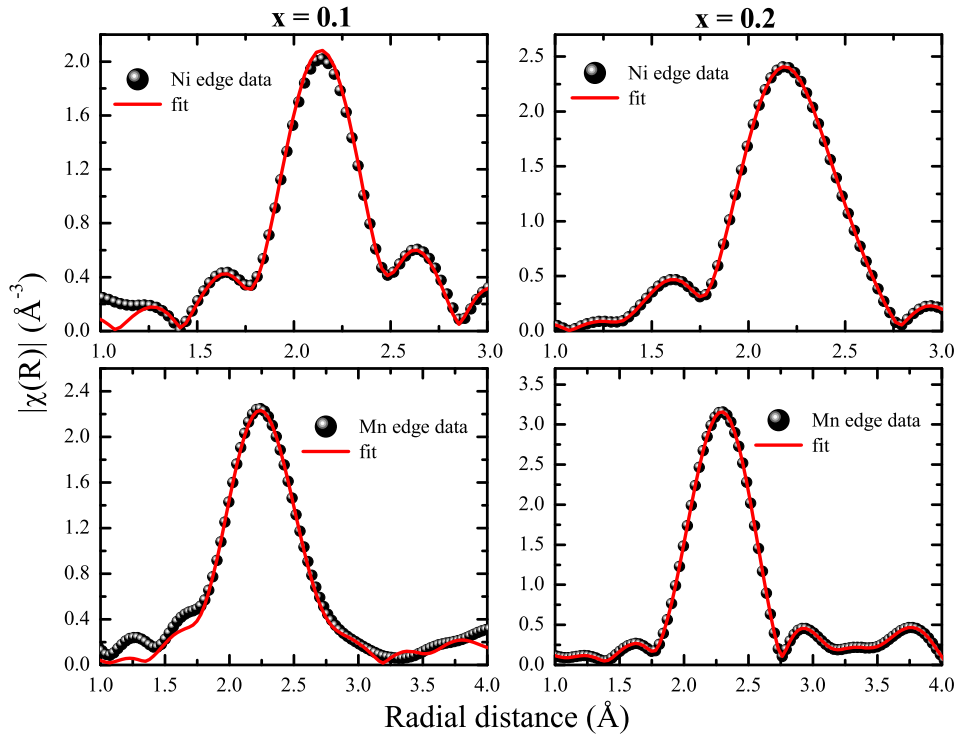 x = 0.1
x = 0.2
|χ(R)| (Å⁻³)
2.0
1.6
1.2
0.8
0.4
0.0
Ni edge data
fit
1.0 1.5 2.0 2.5 3.0
2.5
2.0
1.5
1.0
0.5
0.0
Ni edge data
fit
1.0 1.5 2.0 2.5 3.0
2.4
2.0
1.6
1.2
0.8
0.4
0.0
Mn edge data
fit
1.0 1.5 2.0 2.5 3.0 3.5 4.0
3.5
3.0
2.5
2.0
1.5
1.0
0.5
0.0
Mn edge data
fit
1.0 1.5 2.0 2.5 3.0 3.5 4.0
Radial distance (Å)